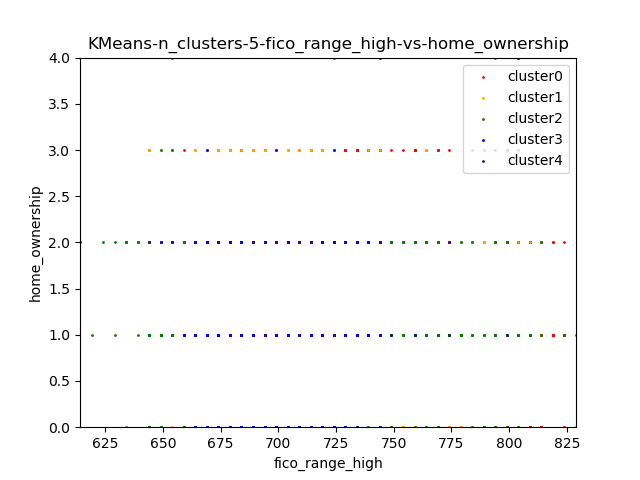 KMeans-n_clusters-5-fico_range_high-vs-home_ownership
4.0
3.5
3.0
2.5
2.0
1.5
1.0
0.5
0.0
home_ownership
cluster0
cluster1
cluster2
cluster3
cluster4
625 650 675 700 725 750 775 800 825
fico_range_high